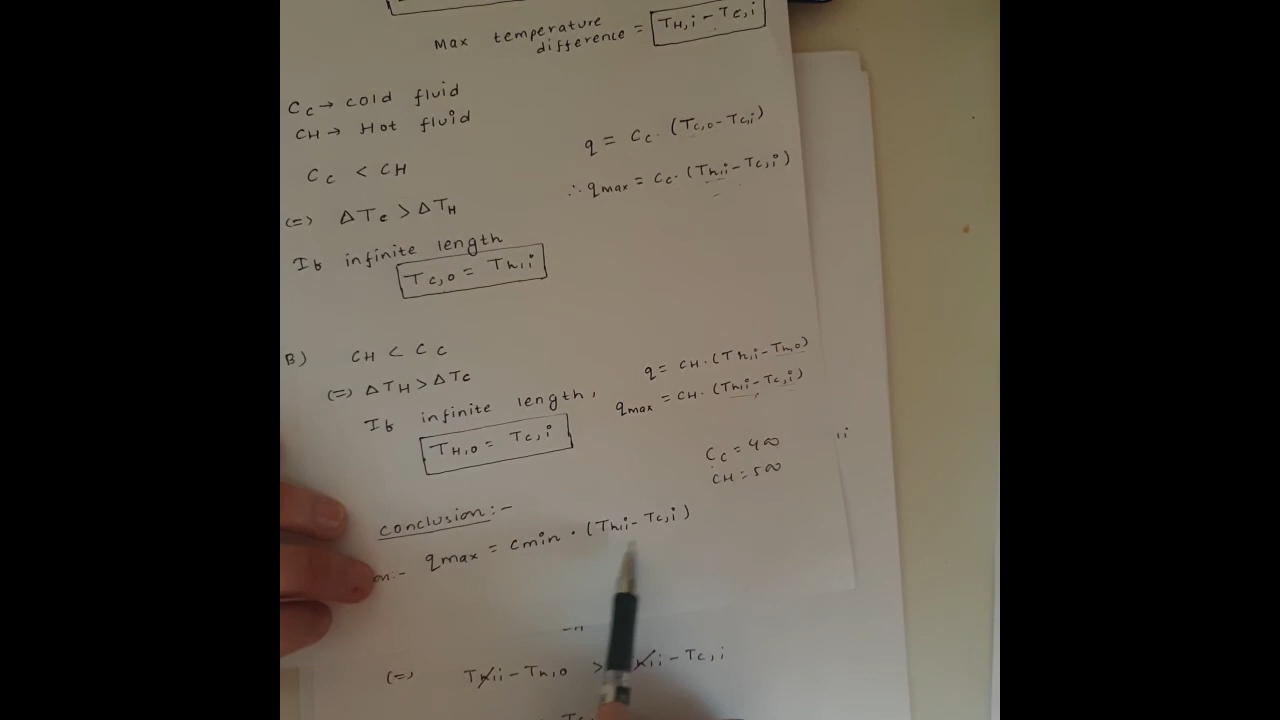 Max temperature
difference = TH,i - Tc,i
Cc → cold fluid
CH → Hot fluid
Cc < CH
(=) ΔTc > ΔTH
If infinite length
Tc,o = Th,i
q = Cc. (Tc,o - Tc,i)
∴ qmax = Cc. (Th,i - Tc,i)
B) CH < Cc
(=) ΔTH > ΔTc
If infinite length,
TH,o = Tc,i
q = CH. (Th,i - Th,o)
qmax = CH. (Th,i - Tc,i)
Cc = 400
CH = 500
conclusion:-
qmax = cmin . (Th,i - Tc,i)
(=) Th,i - Th,o > Th,i - Tc,i